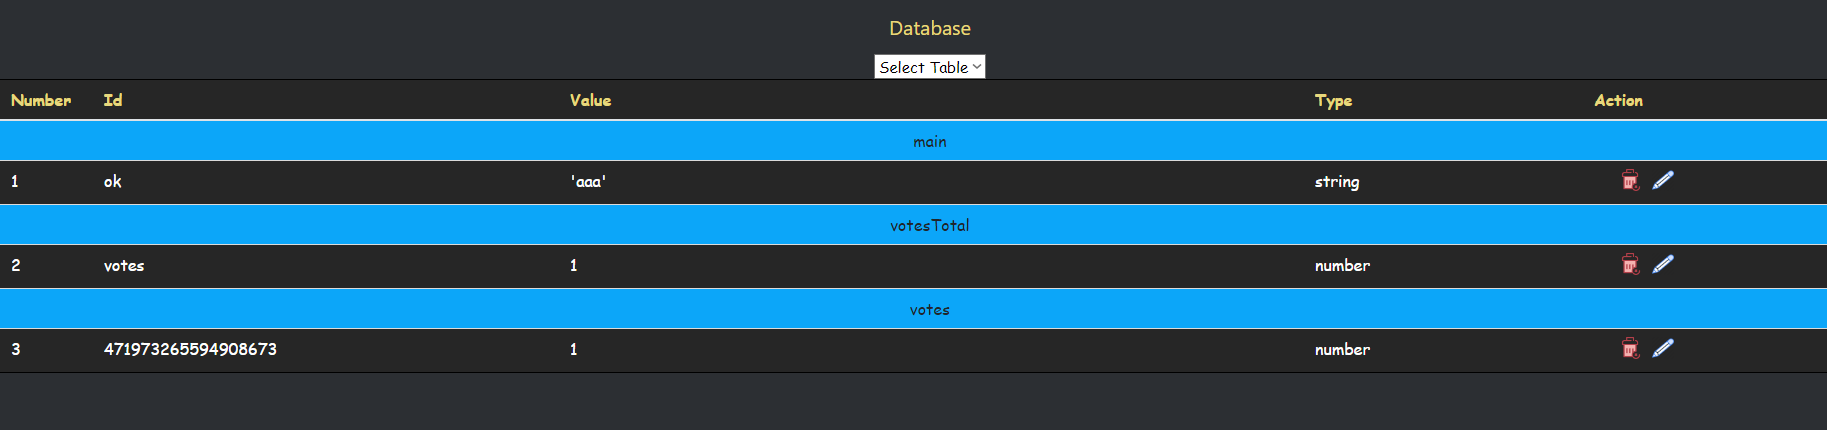 Database
Select Table
Number Id Value Type Action
main
1 ok 'aaa' string
votesTotal
2 votes 1 number
votes
3 471973265594908673 1 number